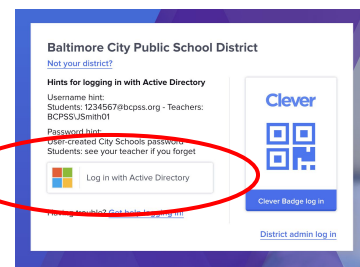 Baltimore City Public School District
Not your district?
Hints for logging in with Active Directory
Username hint:
Students: 1234567@bcpss.org - Teachers:
BCPSS\JSmith01
Password hint:
User-created City Schools password
Students: see your teacher if you forget
Log in with Active Directory
Having trouble? Get help logging in!
Clever
Clever Badge log in
District admin log in